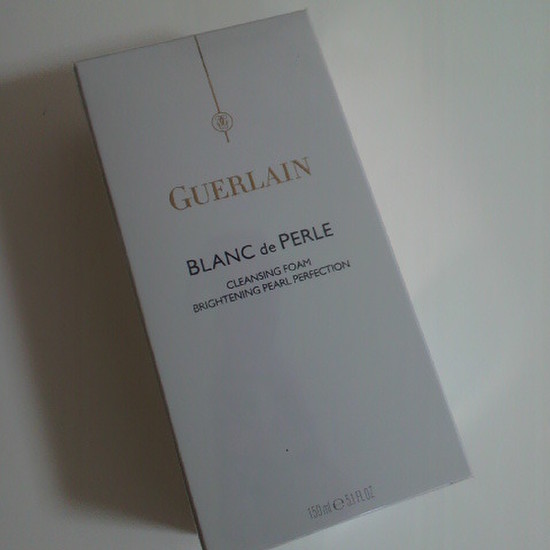 GUERLAIN
BLANC de PERLE
CLEANSING FOAM
BRIGHTENING PEARL PERFECTION
150 ml ℮ 5.1 FL.OZ